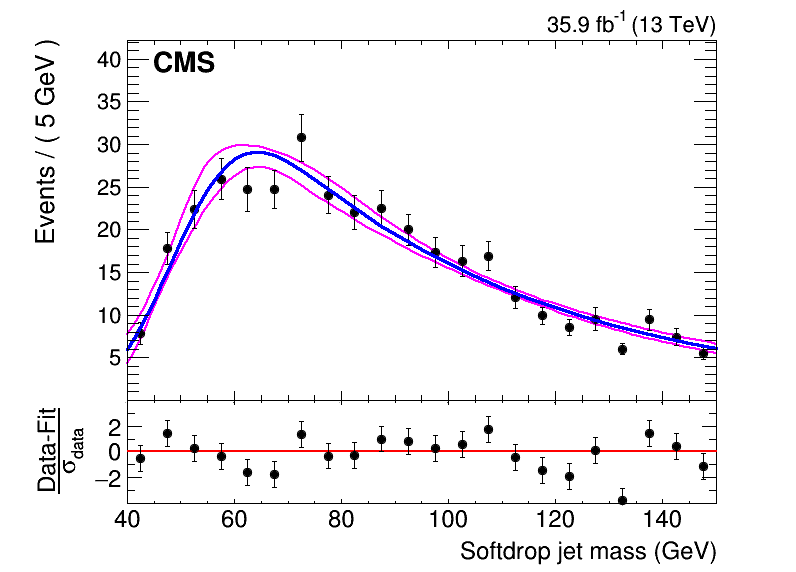 35.9 fb⁻¹ (13 TeV)
CMS
Events / ( 5 GeV )
40
35
30
25
20
15
10
5
Data-Fit
σdata
2
0
−2
40 60 80 100 120 140
Softdrop jet mass (GeV)